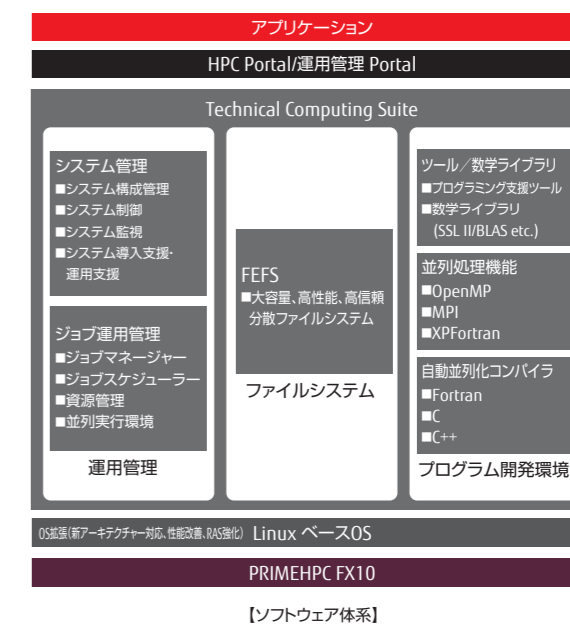 アプリケーション
HPC Portal/運用管理 Portal
Technical Computing Suite
システム管理
■システム構成管理
■システム制御
■システム監視
■システム導入支援・
運用支援
ジョブ運用管理
■ジョブマネージャー
■ジョブスケジューラー
■資源管理
■並列実行環境
運用管理
FEFS
■大容量、高性能、高信頼
分散ファイルシステム
ファイルシステム
ツール／数学ライブラリ
■プログラミング支援ツール
■数学ライブラリ
(SSL II/BLAS etc.)
並列処理機能
■OpenMP
■MPI
■XPFortran
自動並列化コンパイラ
■Fortran
■C
■C++
プログラム開発環境
OS拡張(新アーキテクチャー対応、性能改善、RAS強化) Linux ベースOS
PRIMEHPC FX10
【ソフトウェア体系】